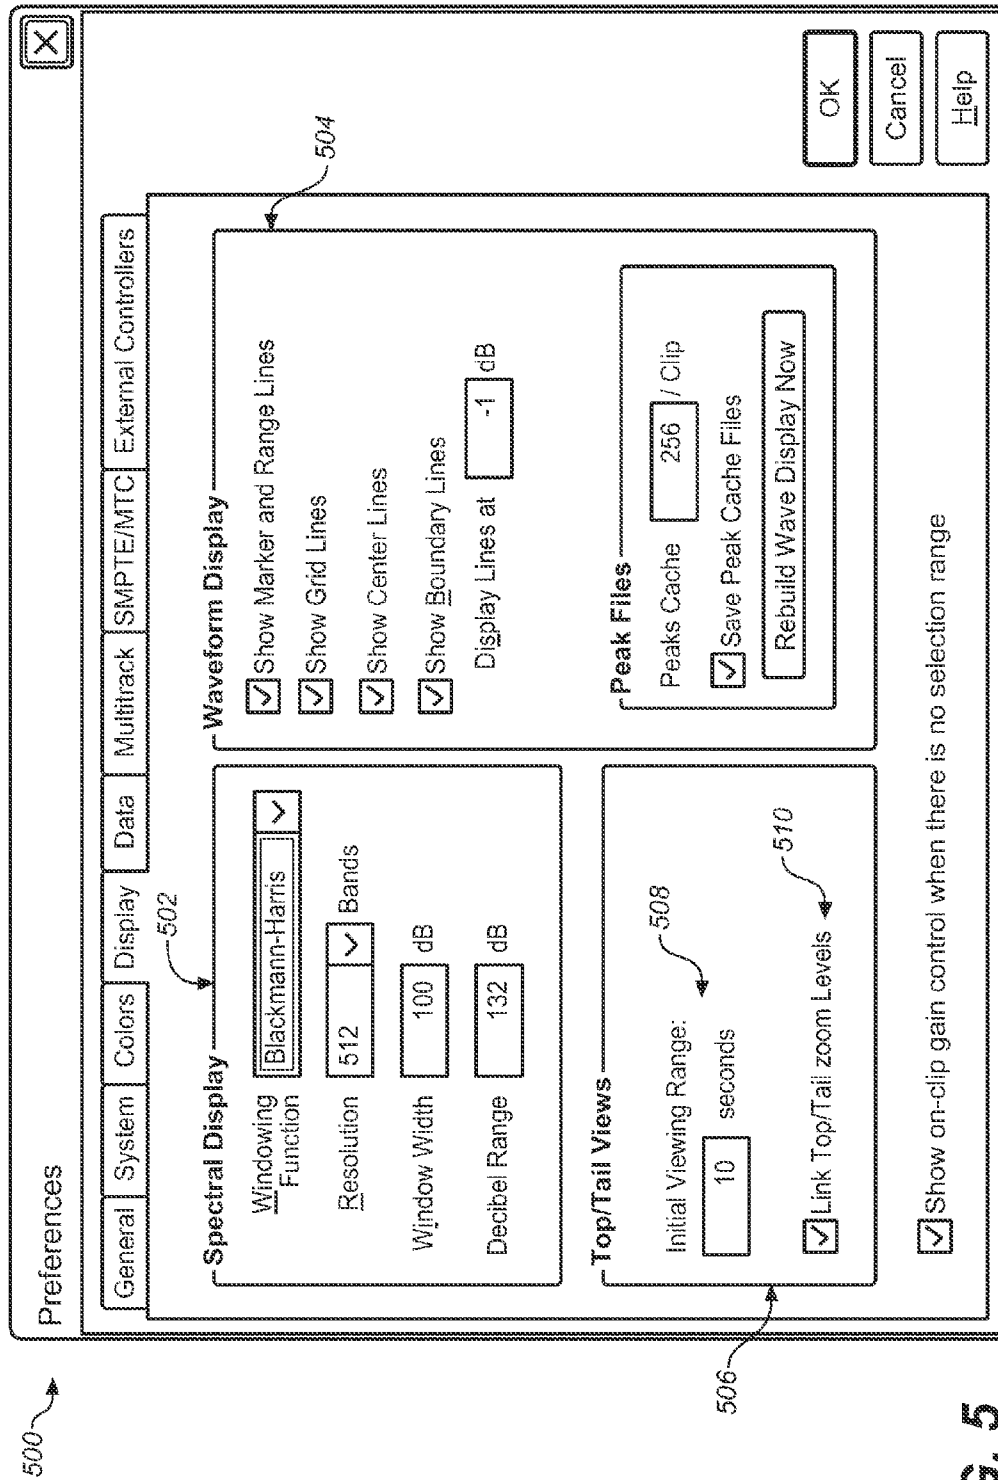 500
Preferences
General
System
Colors
Display
Data
Multitrack
SMPTE/MTC
External Controllers
502
504
Spectral Display
Windowing
Function
Blackmann-Harris
Resolution
512
Bands
Window Width
100
dB
Decibel Range
132
dB
Waveform Display
Show Marker and Range Lines
Show Grid Lines
Show Center Lines
Show Boundary Lines
Display Lines at
-1
dB
Top/Tail Views
Initial Viewing Range:
508
10
seconds
Link Top/Tail zoom Levels
510
506
Peak Files
Peaks Cache
256
/ Clip
Save Peak Cache Files
Rebuild Wave Display Now
Show on-clip gain control when there is no selection range
OK
Cancel
Help
5